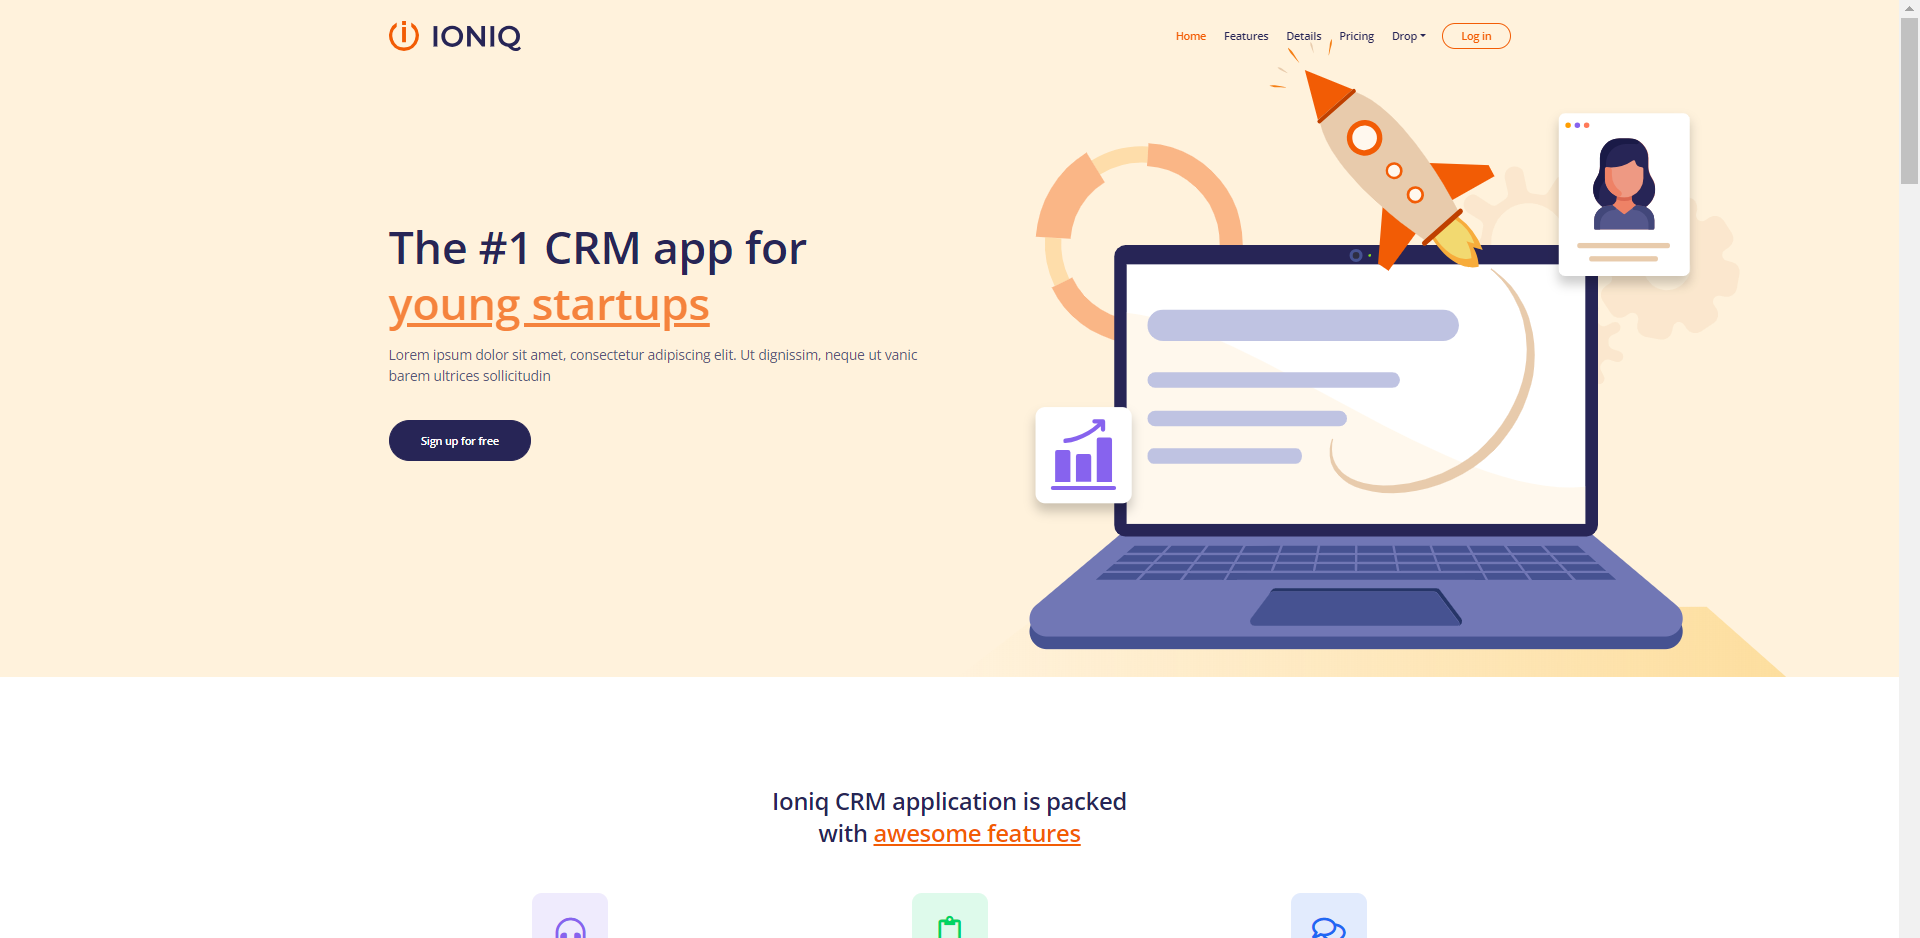 IONIQ
Home Features Details Pricing Drop Log in
The #1 CRM app for
young startups
Lorem ipsum dolor sit amet, consectetur adipiscing elit. Ut dignissim, neque ut vanic
barem ultrices sollicitudin
Sign up for free
Ioniq CRM application is packed
with awesome features